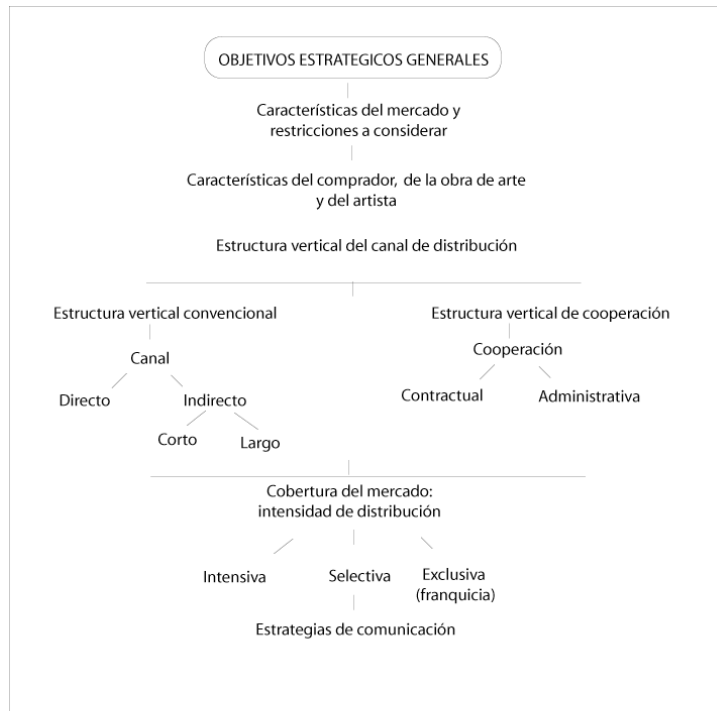 OBJETIVOS ESTRATEGICOS GENERALES
Características del mercado y
restricciones a considerar
Características del comprador, de la obra de arte
y del artista
Estructura vertical del canal de distribución
Estructura vertical convencional
Estructura vertical de cooperación
Canal
Cooperación
Directo
Indirecto
Contractual
Administrativa
Corto
Largo
Cobertura del mercado:
intensidad de distribución
Intensiva
Selectiva
Exclusiva
(franquicia)
Estrategias de comunicación